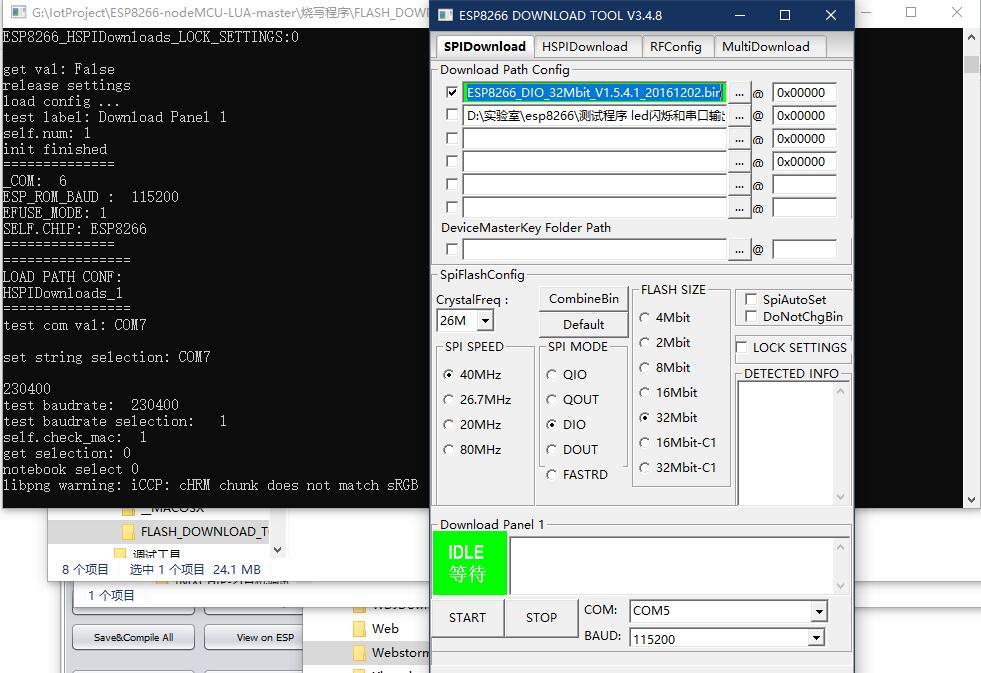 G:\IotProject\ESP8266-nodeMCU-LUA-master\烧写程序\FLASH_DOW
ESP8266_HSPIDownloads_LOCK_SETTINGS:0
get val: False
release settings
load config ...
test label: Download Panel 1
self.num: 1
init finished
==============
_COM: 6
ESP_ROM_BAUD : 115200
EFUSE_MODE: 1
SELF.CHIP: ESP8266
==============
================
LOAD PATH CONF:
HSPIDownloads_1
================
test com val: COM7
set string selection: COM7
230400
test baudrate: 230400
test baudrate selection: 1
self.check_mac: 1
get selection: 0
notebook select 0
libpng warning: iCCP: cHRM chunk does not match sRGB
ESP8266 DOWNLOAD TOOL V3.4.8
SPIDownload HSPIDownload RFConfig MultiDownload
Download Path Config
ESP8266_DIO_32Mbit_V1.5.4.1_20161202.bin ... @ 0x00000
D:\实验室\esp8266\测试程序 led闪烁和串口输出 ... @ 0x00000
... @ 0x00000
... @ 0x00000
... @
... @
DeviceMasterKey Folder Path
... @
SpiFlashConfig
CrystalFreq :
26M
CombineBin
Default
SPI SPEED
40MHz
26.7MHz
20MHz
80MHz
SPI MODE
QIO
QOUT
DIO
DOUT
FASTRD
FLASH SIZE
4Mbit
2Mbit
8Mbit
16Mbit
32Mbit
16Mbit-C1
32Mbit-C1
SpiAutoSet
DoNotChgBin
LOCK SETTINGS
DETECTED INFO
Download Panel 1
IDLE
等待
START STOP
COM: COM5
BAUD: 115200
__MACOSX
FLASH_DOWNLOAD_TO
调试工具
8 个项目 选中 1 个项目 24.1 MB
1 个项目
Save&Compile All View on ESP
Web
Webstorm